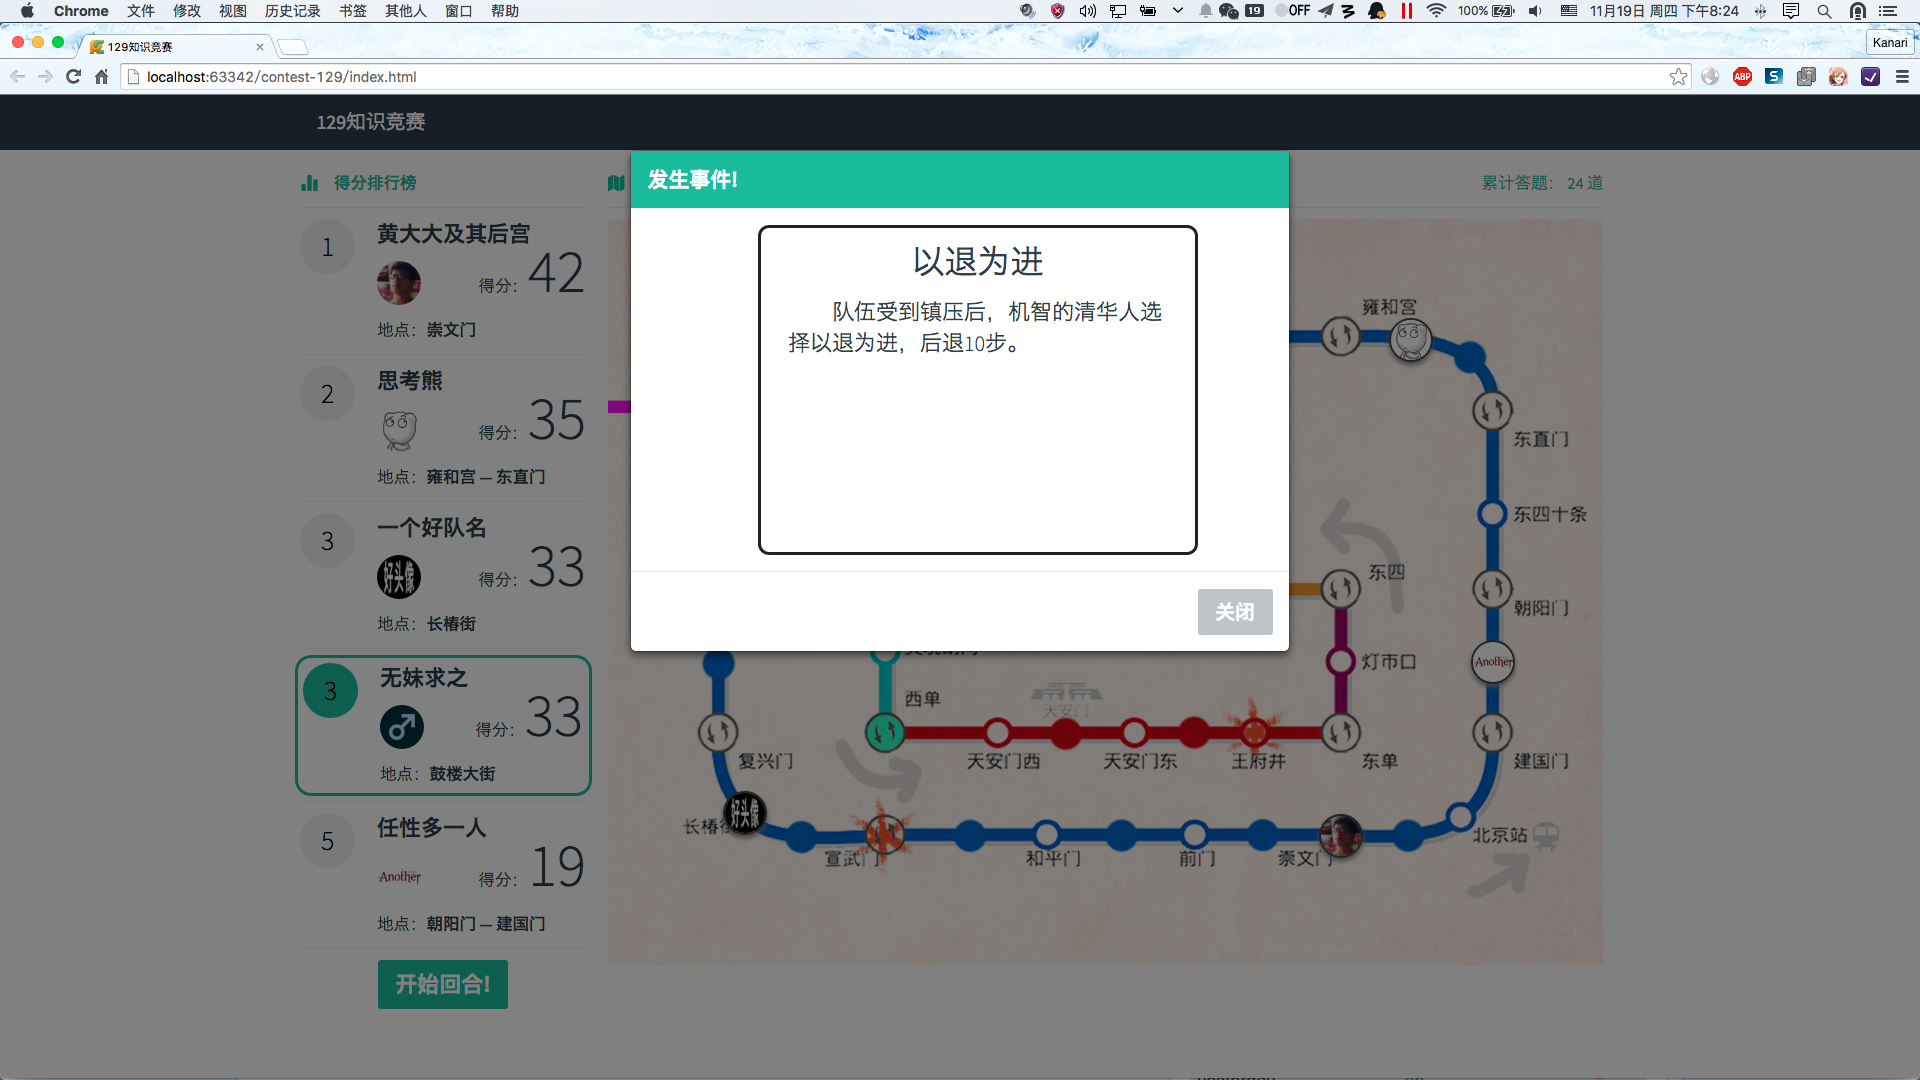 Chrome 文件 修改 视图 历史记录 书签 其他人 窗口 帮助
19 OFF 100% 11月19日 周四 下午8:24
129知识竞赛
Kanari
localhost:63342/contest-129/index.html
ABP
S
129知识竞赛
得分排行榜
累计答题： 24 道
发生事件!
以退为进
队伍受到镇压后，机智的清华人选
择以退为进，后退10步。
关闭
1
黄大大及其后宫
得分： 42
地点：崇文门
2
思考熊
得分： 35
地点：雍和宫 – 东直门
3
一个好队名
好头像
得分： 33
地点：长椿街
3
无妹求之
得分： 33
地点：鼓楼大街
5
任性多一人
Another
得分： 19
地点：朝阳门 – 建国门
开始回合!
雍和宫
东直门
东四十条
东四
朝阳门
灯市口
Another
西单
天安门
复兴门
天安门西
天安门东
王府井
东单
建国门
好头像
长椿
宣武门
和平门
前门
崇文门
北京站